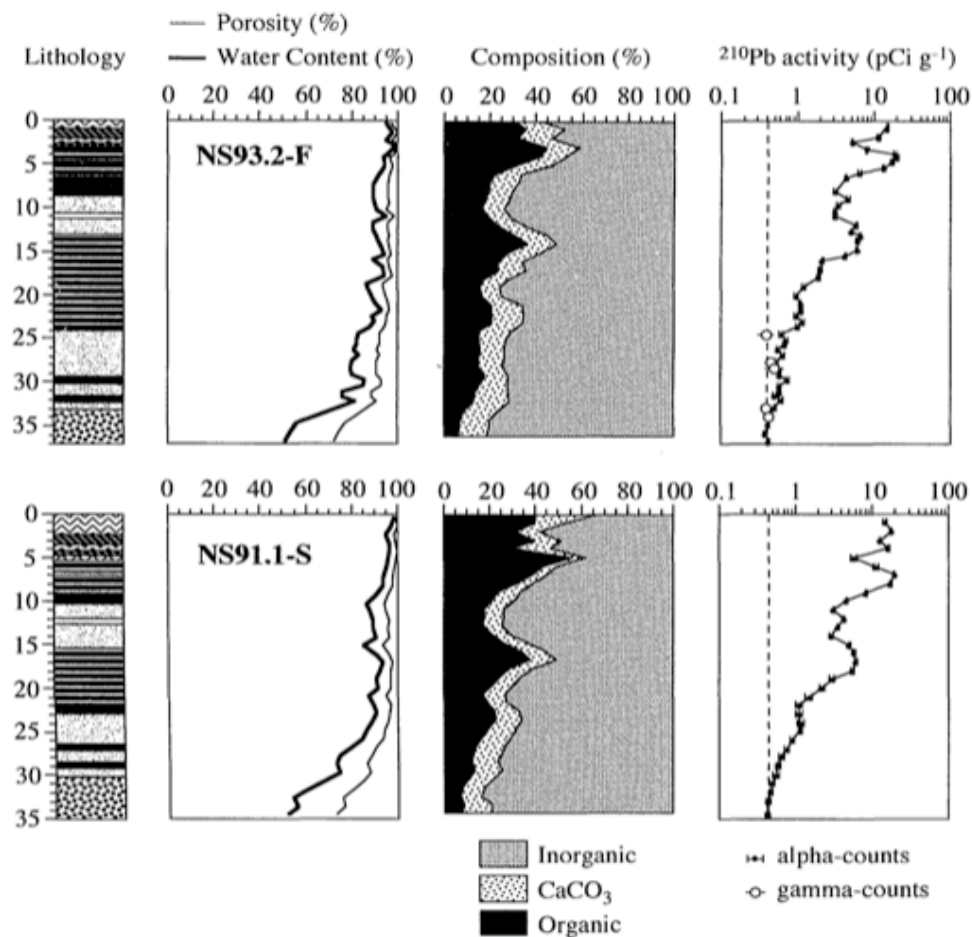 Porosity (%)
Lithology
Water Content (%)
Composition (%)
²¹⁰Pb activity (pCi g⁻¹)
0 20 40 60 80 100
0 20 40 60 80 100
0.1 1 10 100
NS93.2-F
0
5
10
15
20
25
30
35
0 20 40 60 80 100
0 20 40 60 80 100
0.1 1 10 100
NS91.1-S
0
5
10
15
20
25
30
35
Inorganic
CaCO₃
Organic
alpha-counts
gamma-counts